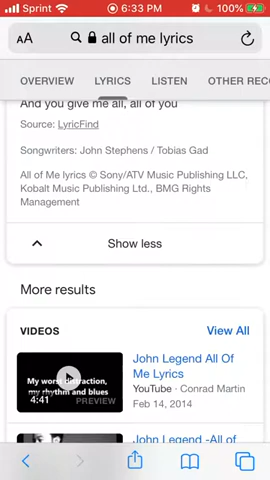 Sprint 6:33 PM 100%
AA all of me lyrics
OVERVIEW LYRICS LISTEN OTHER REC
And you give me all, all of you
Source: LyricFind
Songwriters: John Stephens / Tobias Gad
All of Me lyrics © Sony/ATV Music Publishing LLC,
Kobalt Music Publishing Ltd., BMG Rights
Management
Show less
More results
VIDEOS View All
John Legend All Of
Me Lyrics
My worst distraction,
my rhythm and blues
YouTube · Conrad Martin
4:41 PREVIEW
Feb 14, 2014
John Legend -All of